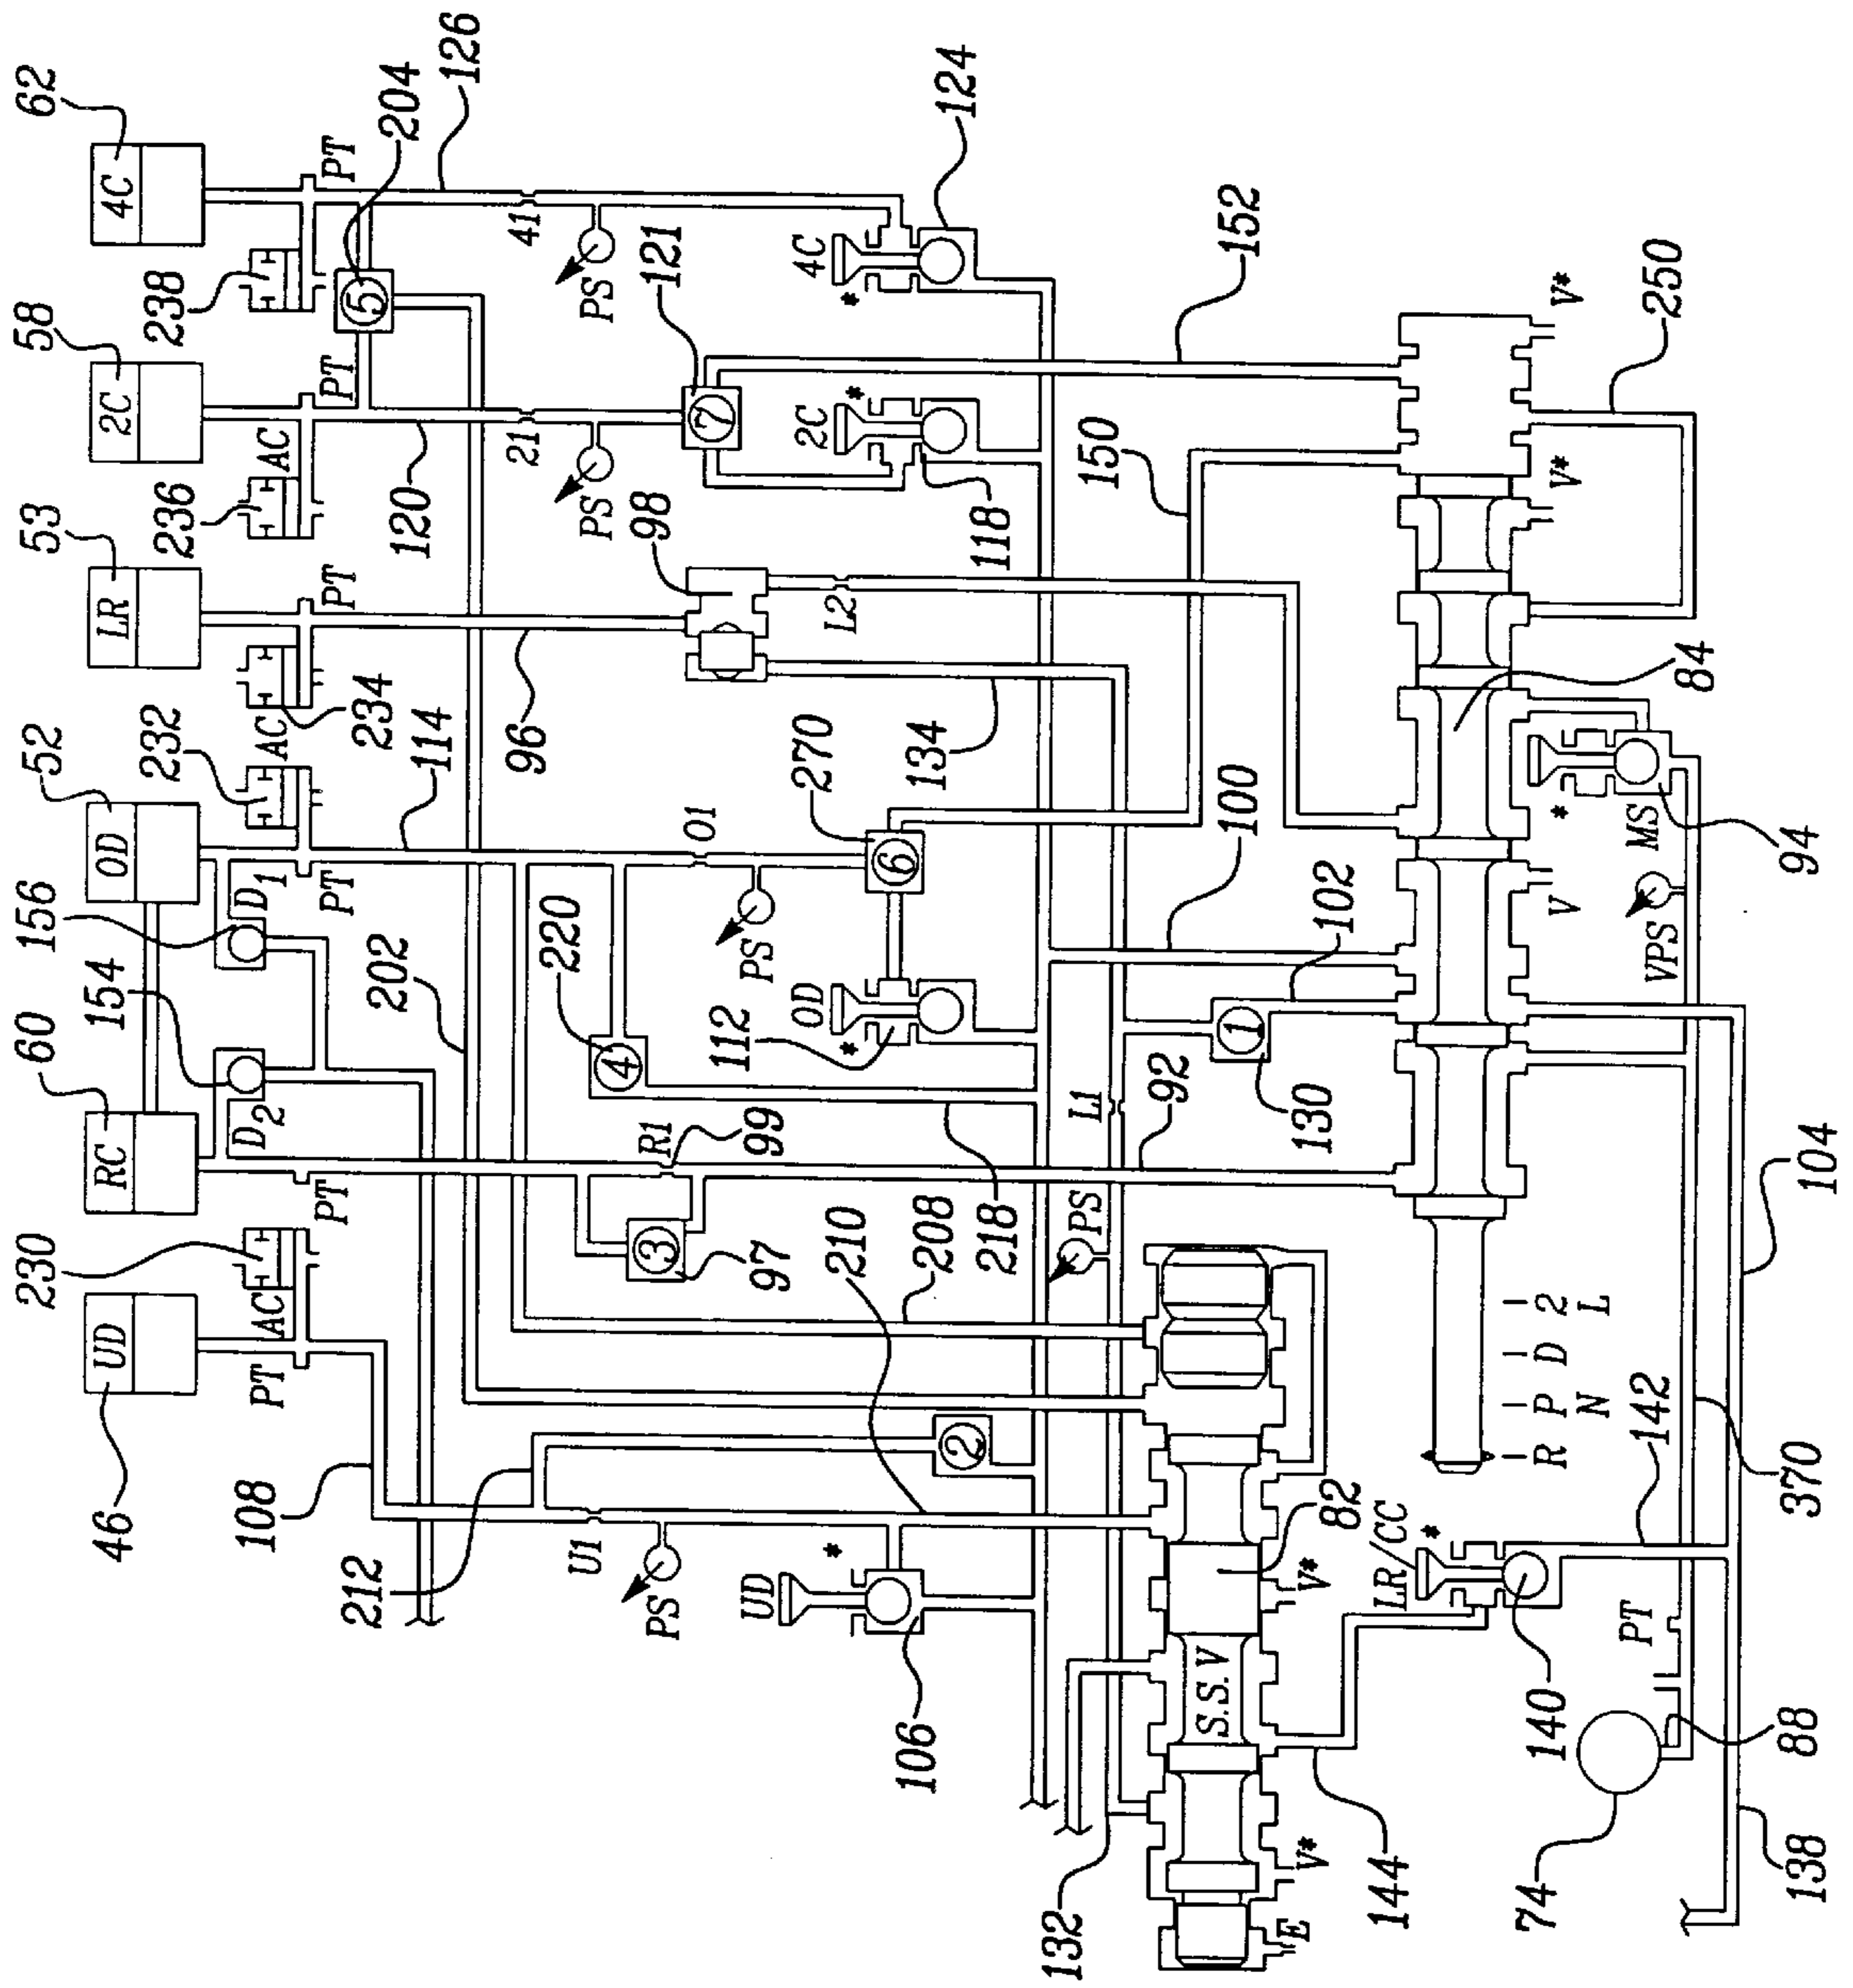 62
4C
PT
204
126
238
5
41
PS
4C
*
124
58
2C
PT
AC
236
120
21
PS
121
7
2C
*
118
152
V*
250
150
V*
53
LR
PT
AC
234
96
98
L2
134
84
52
232
OD
114
O1
270
6
100
*
MS
94
156
D1
PT
220
PS
102
V
VPS
154
202
4
OD
*
112
1
130
60
RC
D2
PT
R1
99
L1
92
104
3
97
208
218
PS
230
AC
PT
UD
46
108
212
210
2
R
P
N
D
2
L
142
370
U1
PS
UD
*
106
82
V*
LR/CC
*
PT
S.S.V
140
88
74
138
132
144
V*
E